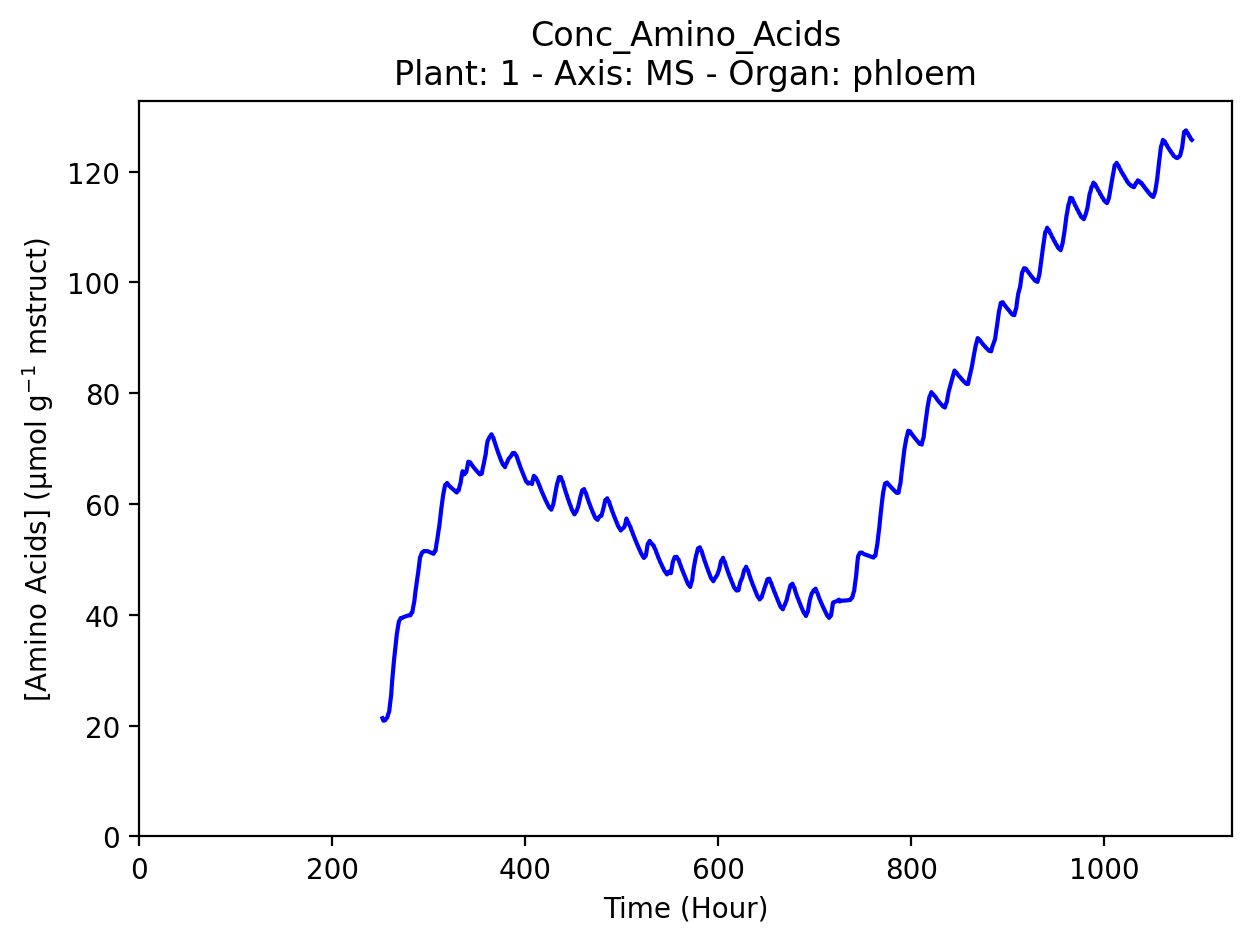 Conc_Amino_Acids
Plant: 1 - Axis: MS - Organ: phloem
[Amino Acids] (µmol g⁻¹ mstruct)
120
100
80
60
40
20
0
0 200 400 600 800 1000
Time (Hour)